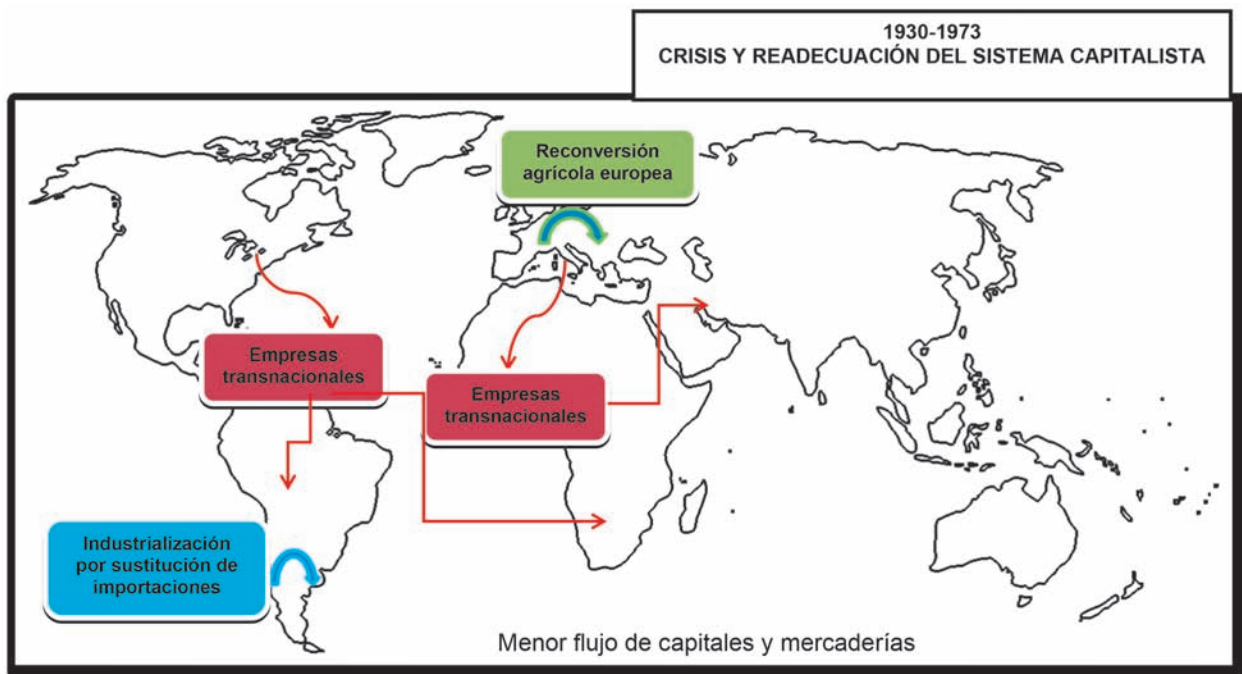 1930-1973
CRISIS Y READECUACIÓN DEL SISTEMA CAPITALISTA
Reconversión
agrícola europea
Empresas
transnacionales
Empresas
transnacionales
Industrialización
por sustitución de
importaciones
Menor flujo de capitales y mercaderías